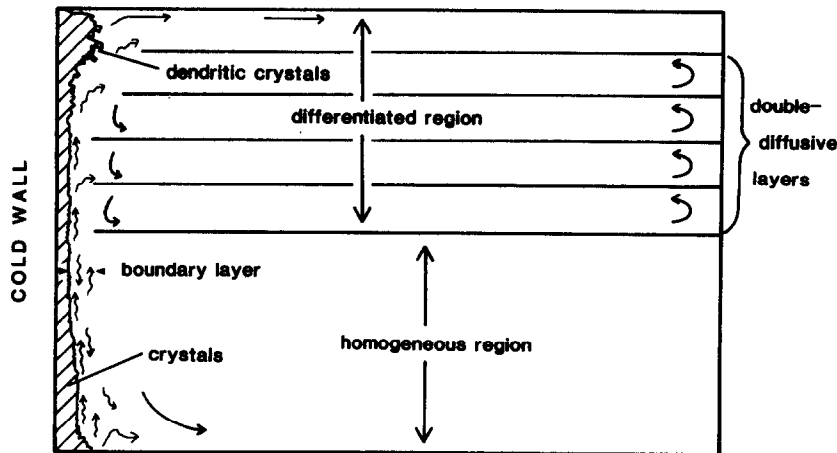 dendritic crystals
differentiated region
double-
diffusive
layers
COLD WALL
boundary layer
homogeneous region
crystals